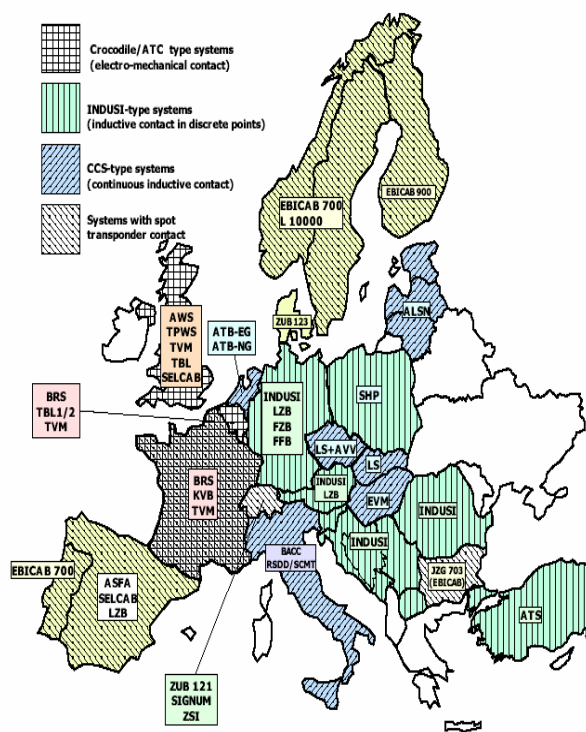 Crocodile/ATC type systems
(electro-mechanical contact)
INDUSI-type systems
(inductive contact in discrete points)
CCS-type systems
(continuous inductive contact)
Systems with spot
transponder contact
EBICAB 900
EBICAB 700
L 10000
ALSN
ZUB 123
AWS
TPWS
TVM
TBL
SELCAB
ATB-EG
ATB-NG
BRS
TBL1/2
TVM
INDUSI
LZB
FZB
FFB
SHP
LS+AVV
LS
INDUSI
LZB
EVM
BRS
KVB
TVM
INDUSI
INDUSI
BACC
RSDD/SCMT
JZG 703
(EBICAB)
EBICAB 700
ASFA
SELCAB
LZB
ATS
ZUB 121
SIGNUM
ZSI